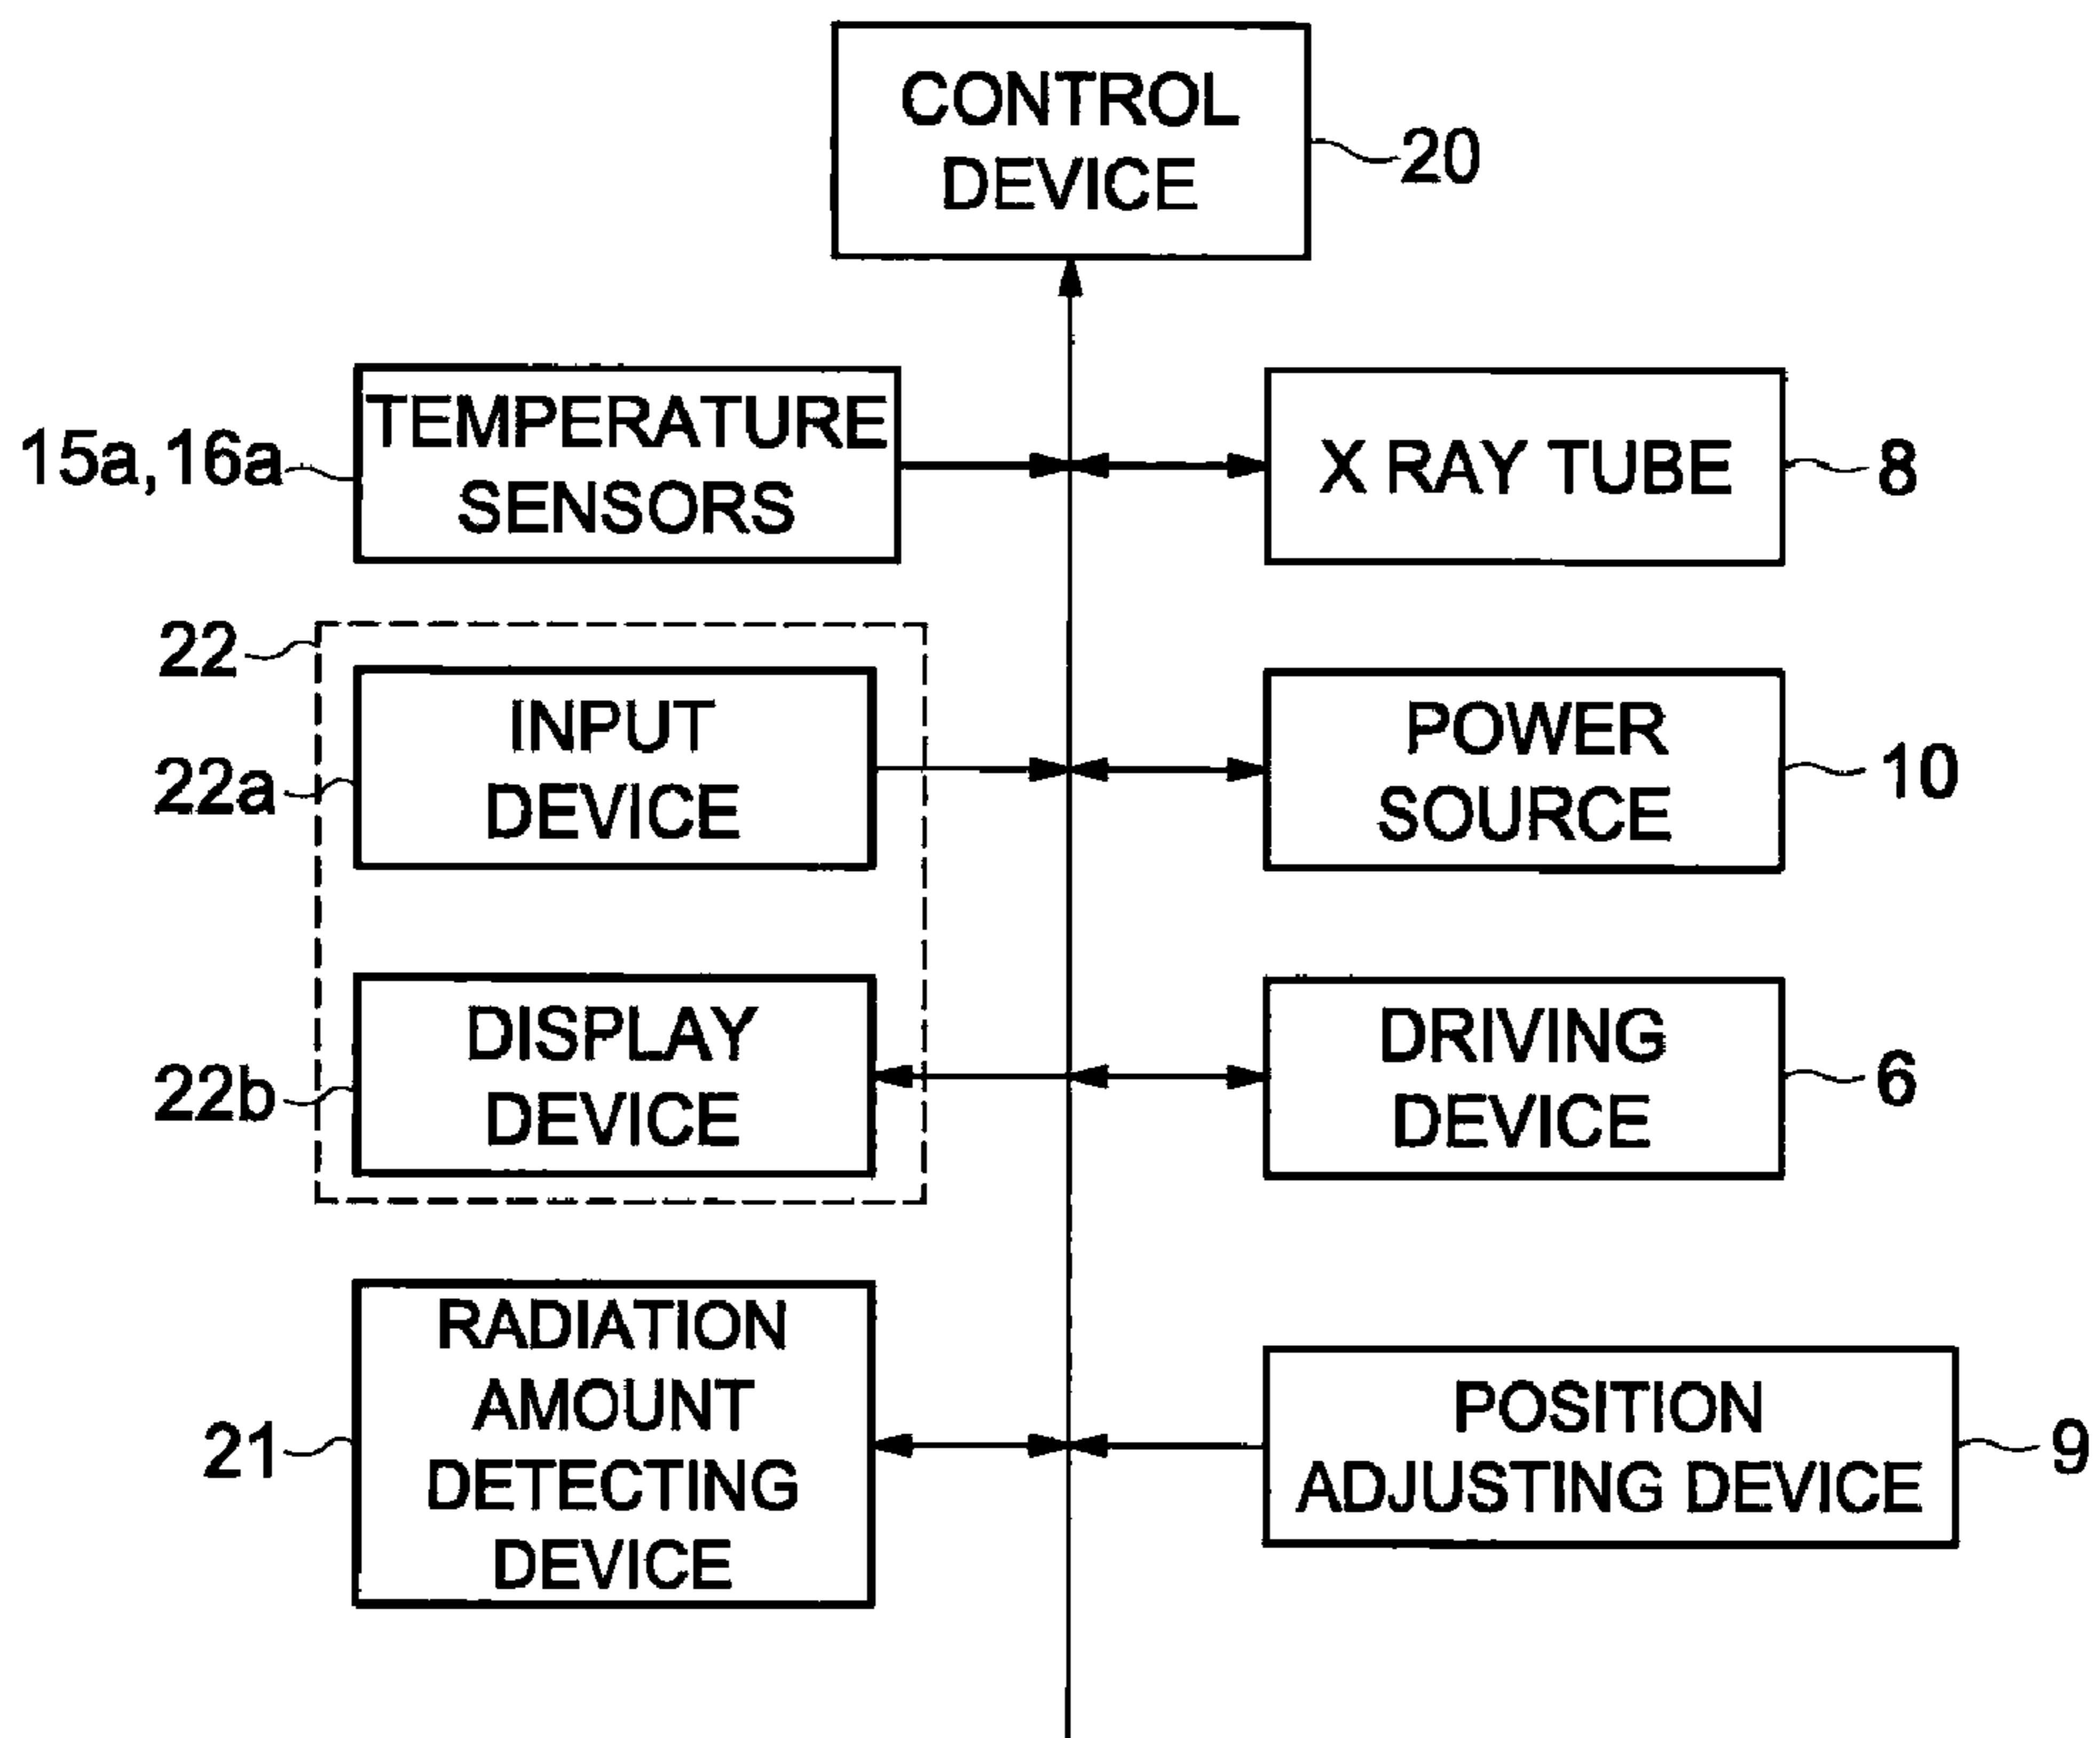 CONTROL
DEVICE
20
TEMPERATURE
SENSORS
15a,16a
X RAY TUBE
8
22
INPUT
DEVICE
22a
POWER
SOURCE
10
DISPLAY
DEVICE
22b
DRIVING
DEVICE
6
RADIATION
AMOUNT
DETECTING
DEVICE
21
POSITION
ADJUSTING DEVICE
9